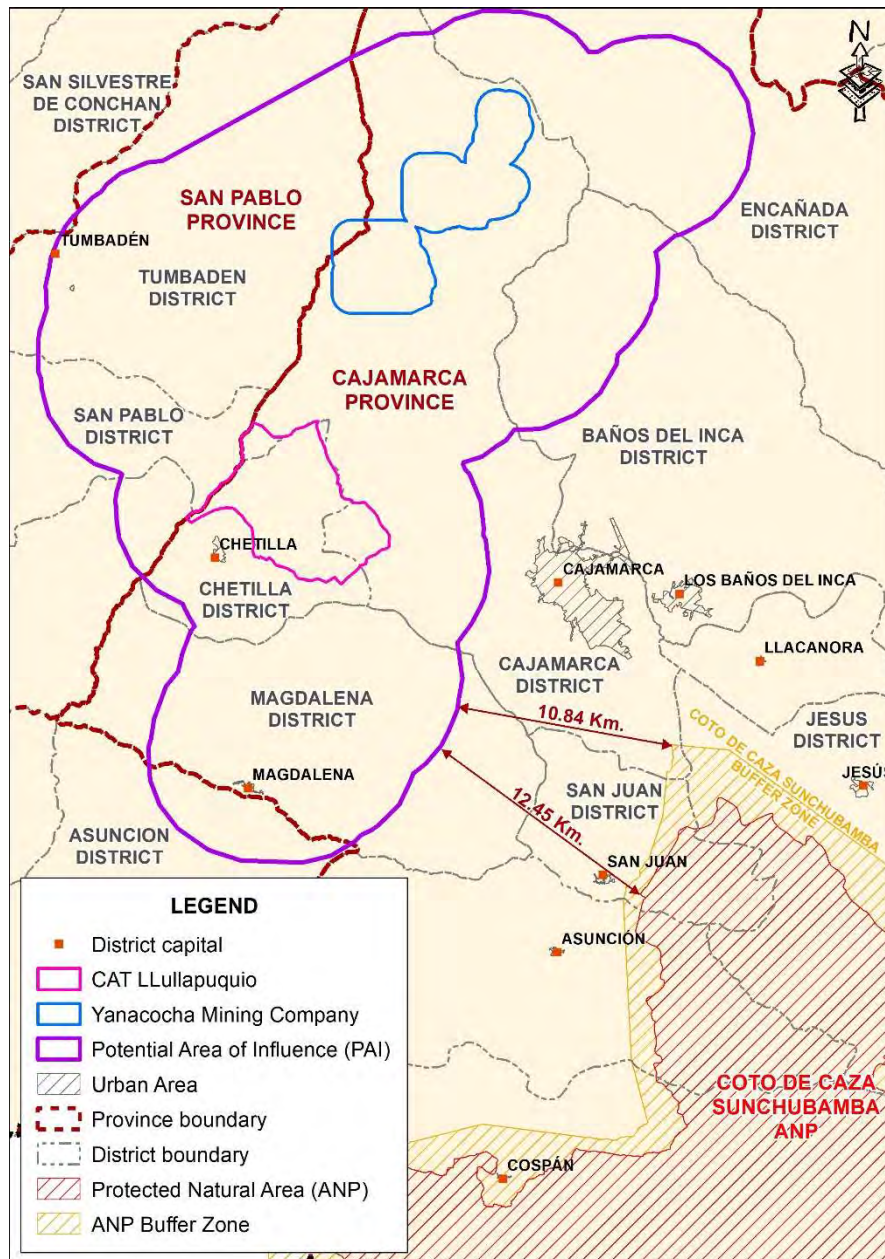 N
SAN SILVESTRE
DE CONCHAN
DISTRICT
SAN PABLO
PROVINCE
ENCAÑADA
DISTRICT
TUMBADÉN
TUMBADEN
DISTRICT
CAJAMARCA
PROVINCE
SAN PABLO
DISTRICT
BAÑOS DEL INCA
DISTRICT
CHETILLA
CHETILLA
DISTRICT
CAJAMARCA
LOS BAÑOS DEL INCA
LLACANORA
CAJAMARCA
DISTRICT
MAGDALENA
DISTRICT
10.84 Km.
JESUS
DISTRICT
COTO DE CAZA SUNCHUBAMBA
BUFFER ZONE
JESÚS
MAGDALENA
12.45 Km.
SAN JUAN
DISTRICT
ASUNCION
DISTRICT
SAN JUAN
ASUNCIÓN
COTO DE CAZA
SUNCHUBAMBA
ANP
COSPÁN
LEGEND
District capital
CAT LLullapuquio
Yanacocha Mining Company
Potential Area of Influence (PAI)
Urban Area
Province boundary
District boundary
Protected Natural Area (ANP)
ANP Buffer Zone